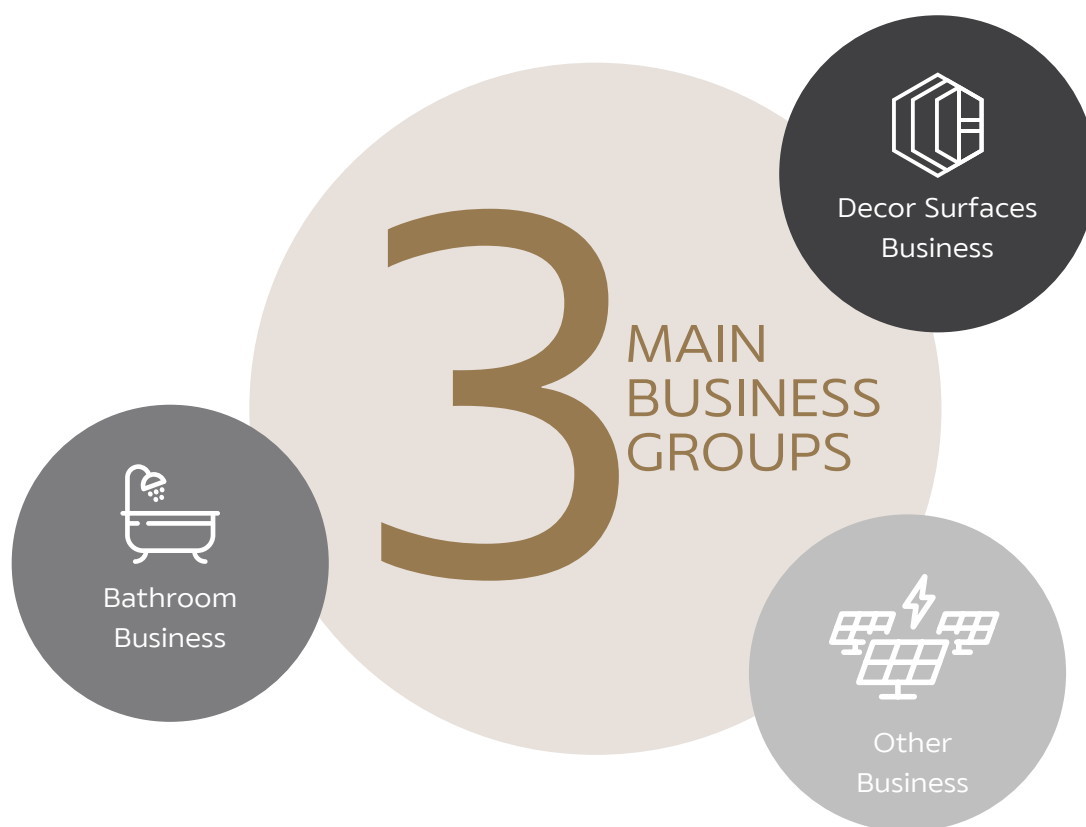 3
MAIN
BUSINESS
GROUPS
Decor Surfaces
Business
Bathroom
Business
Other
Business